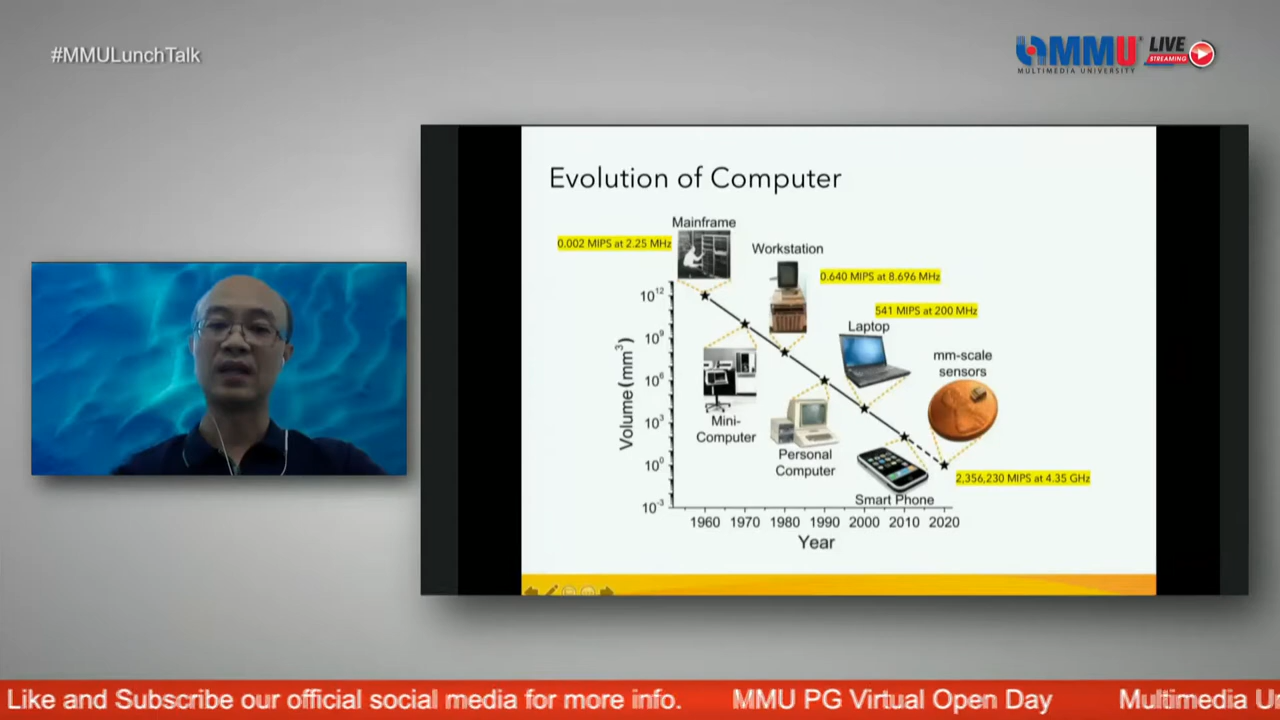 #MMULunchTalk
MMU
MULTIMEDIA UNIVERSITY
LIVE
STREAMING
Evolution of Computer
Mainframe
0.002 MIPS at 2.25 MHz
Workstation
0.640 MIPS at 8.696 MHz
541 MIPS at 200 MHz
Laptop
mm-scale
sensors
Mini-
Computer
Personal
Computer
Smart Phone
2,356,230 MIPS at 4.35 GHz
Volume(mm³)
10¹²
10⁹
10⁶
10³
10⁰
10⁻³
1960 1970 1980 1990 2000 2010 2020
Year
Like and Subscribe our official social media for more info. MMU PG Virtual Open Day Multimedia Un